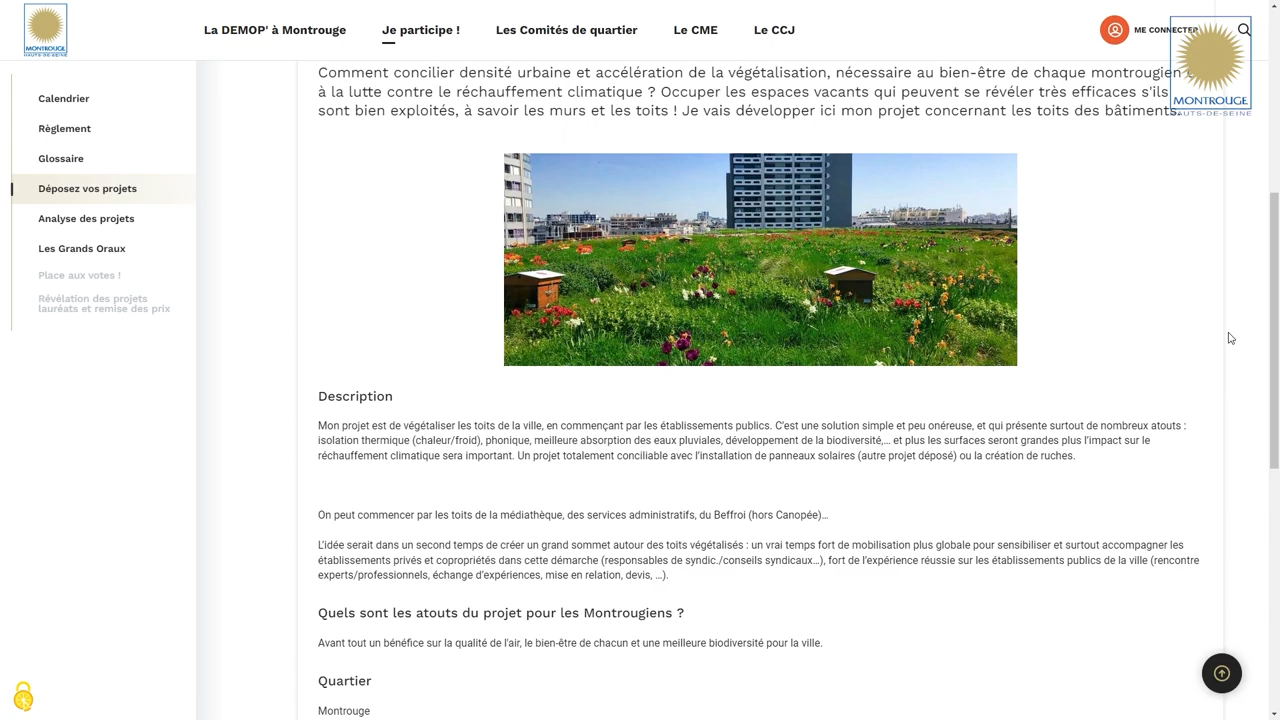 MONTROUGE
HAUTS-DE-SEINE
La DEMOP' à Montrouge
Je participe !
Les Comités de quartier
Le CME
Le CCJ
ME CONNECTER
MONTROUGE
HAUTS-DE-SEINE
Calendrier
Règlement
Glossaire
Déposez vos projets
Analyse des projets
Les Grands Oraux
Place aux votes !
Révélation des projets
lauréats et remise des prix
Comment concilier densité urbaine et accélération de la végétalisation, nécessaire au bien-être de chaque montrougien
à la lutte contre le réchauffement climatique ? Occuper les espaces vacants qui peuvent se révéler très efficaces s'ils
sont bien exploités, à savoir les murs et les toits ! Je vais développer ici mon projet concernant les toits des bâtiments.
Description
Mon projet est de végétaliser les toits de la ville, en commençant par les établissements publics. C'est une solution simple et peu onéreuse, et qui présente surtout de nombreux atouts :
isolation thermique (chaleur/froid), phonique, meilleure absorption des eaux pluviales, développement de la biodiversité,... et plus les surfaces seront grandes plus l'impact sur le
réchauffement climatique sera important. Un projet totalement conciliable avec l'installation de panneaux solaires (autre projet déposé) ou la création de ruches.
On peut commencer par les toits de la médiathèque, des services administratifs, du Beffroi (hors Canopée)...
L'idée serait dans un second temps de créer un grand sommet autour des toits végétalisés : un vrai temps fort de mobilisation plus globale pour sensibiliser et surtout accompagner les
établissements privés et copropriétés dans cette démarche (responsables de syndic./conseils syndicaux...), fort de l'expérience réussie sur les établissements publics de la ville (rencontre
experts/professionnels, échange d'expériences, mise en relation, devis, ...).
Quels sont les atouts du projet pour les Montrougiens ?
Avant tout un bénéfice sur la qualité de l'air, le bien-être de chacun et une meilleure biodiversité pour la ville.
Quartier
Montrouge